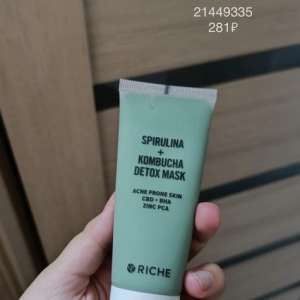 21449335
281₽
SPIRULINA
+
KOMBUCHA
DETOX MASK
ACNE PRONE SKIN
CBD + BHA
ZINC PCA
RICHE